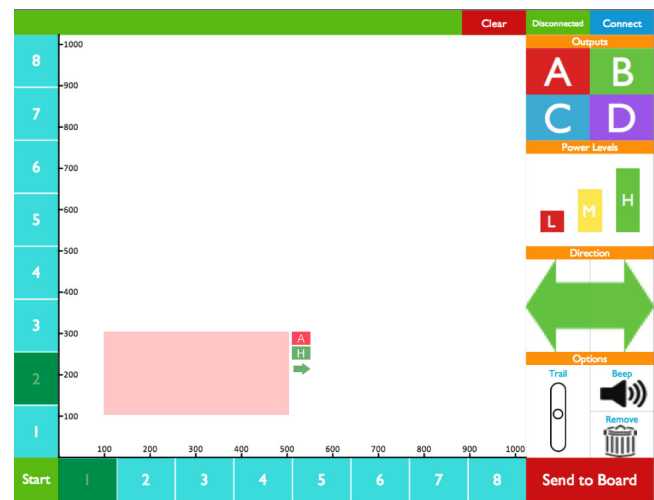 Clear Disconnected Connect
Outputs
A B
C D
Power Levels
L M H
Direction
Options
Trail Beep
Remove
Send to Board
8
7
6
5
4
3
2
1
Start 1 2 3 4 5 6 7 8
1000
900
800
700
600
500
400
300
200
100
100 200 300 400 500 600 700 800 900 1000
A
H